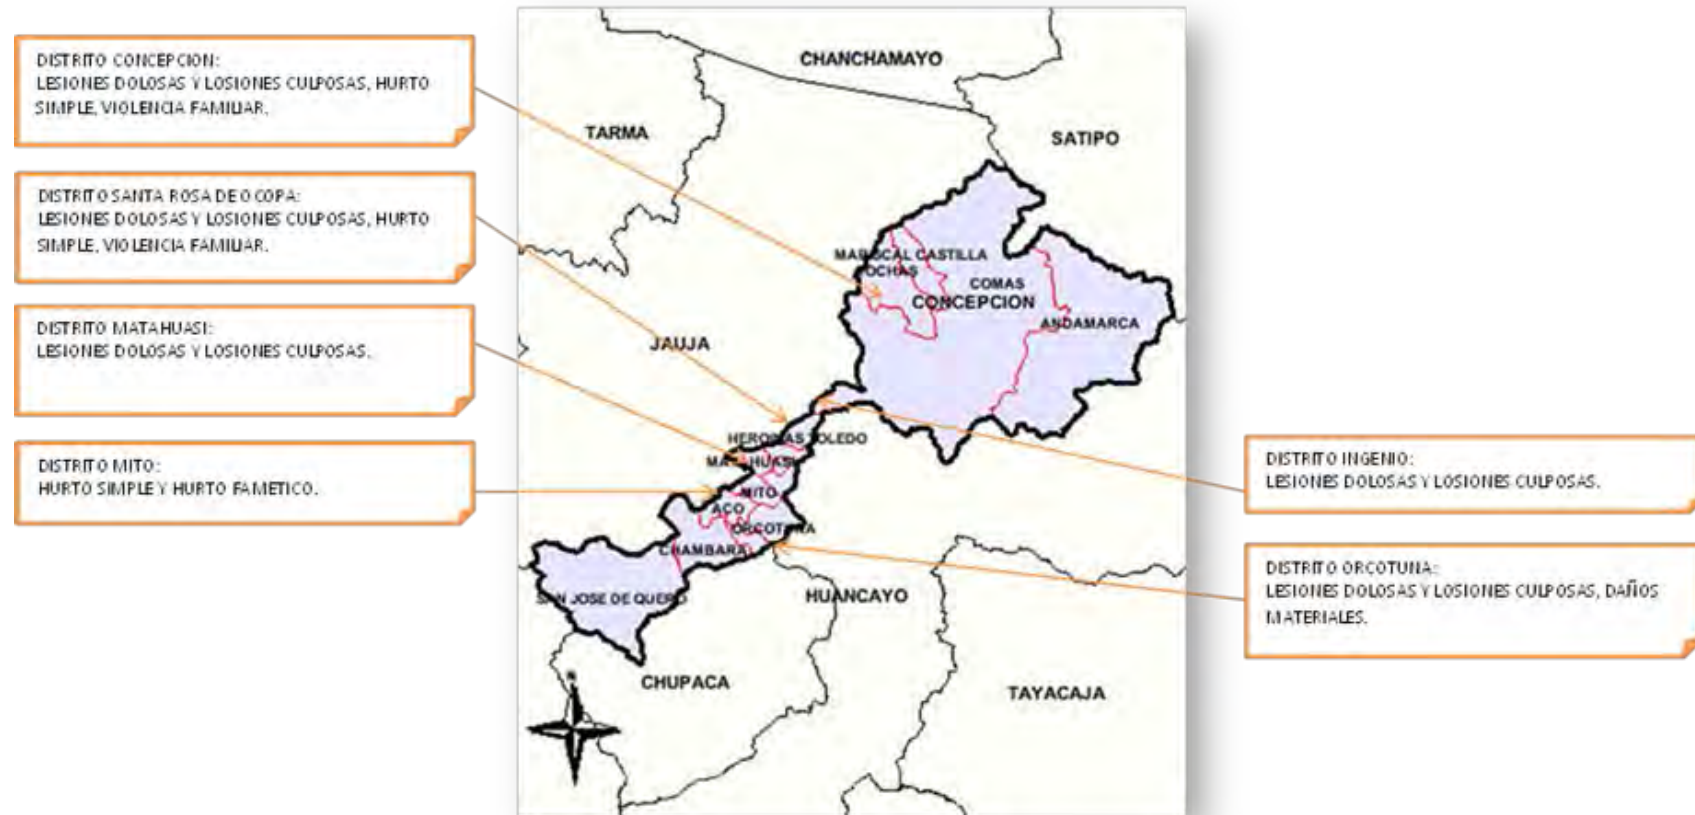 DISTRITO CONCEPCION:
LESIONES DOLOSAS Y LOSIONES CULPOSAS, HURTO
SIMPLE, VIOLENCIA FAMILIAR.
DISTRITO SANTA ROSA DE OCOPA:
LESIONES DOLOSAS Y LOSIONES CULPOSAS, HURTO
SIMPLE, VIOLENCIA FAMILIAR.
DISTRITO MATAHUASI:
LESIONES DOLOSAS Y LOSIONES CULPOSAS.
DISTRITO MITO:
HURTO SIMPLE Y HURTO FAMETICO.
CHANCHAMAYO
TARMA
SATIPO
MARISCAL CASTILLA
COCHAS
COMAS
CONCEPCION
ANDAMARCA
JAUJA
HEROINAS TOLEDO
MATAHUASI
MITO
ACO
ORCOTUNA
CHAMBARA
SAN JOSE DE QUERO
HUANCAYO
CHUPACA
TAYACAJA
DISTRITO INGENIO:
LESIONES DOLOSAS Y LOSIONES CULPOSAS.
DISTRITO ORCOTUNA:
LESIONES DOLOSAS Y LOSIONES CULPOSAS, DAÑOS
MATERIALES.